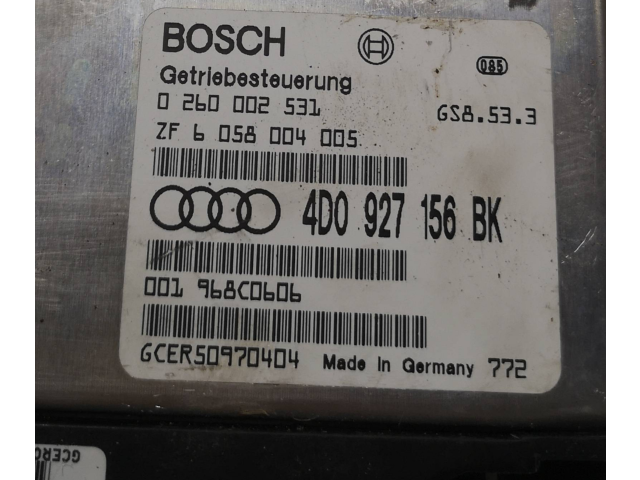 BOSCH
085
Getriebesteuerung
0 260 002 531
GS8.53.3
ZF 6 058 004 005
4D0 927 156 BK
001 968C0606
GCER50970404 Made In Germany 772
GCERC